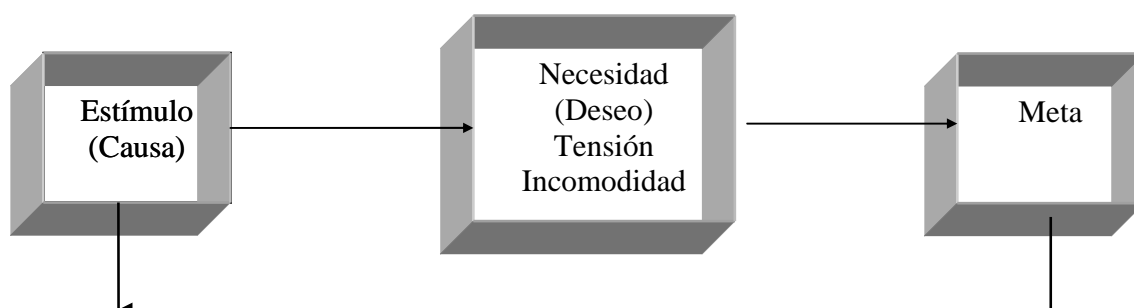 Estímulo
(Causa)
Necesidad
(Deseo)
Tensión
Incomodidad
Meta